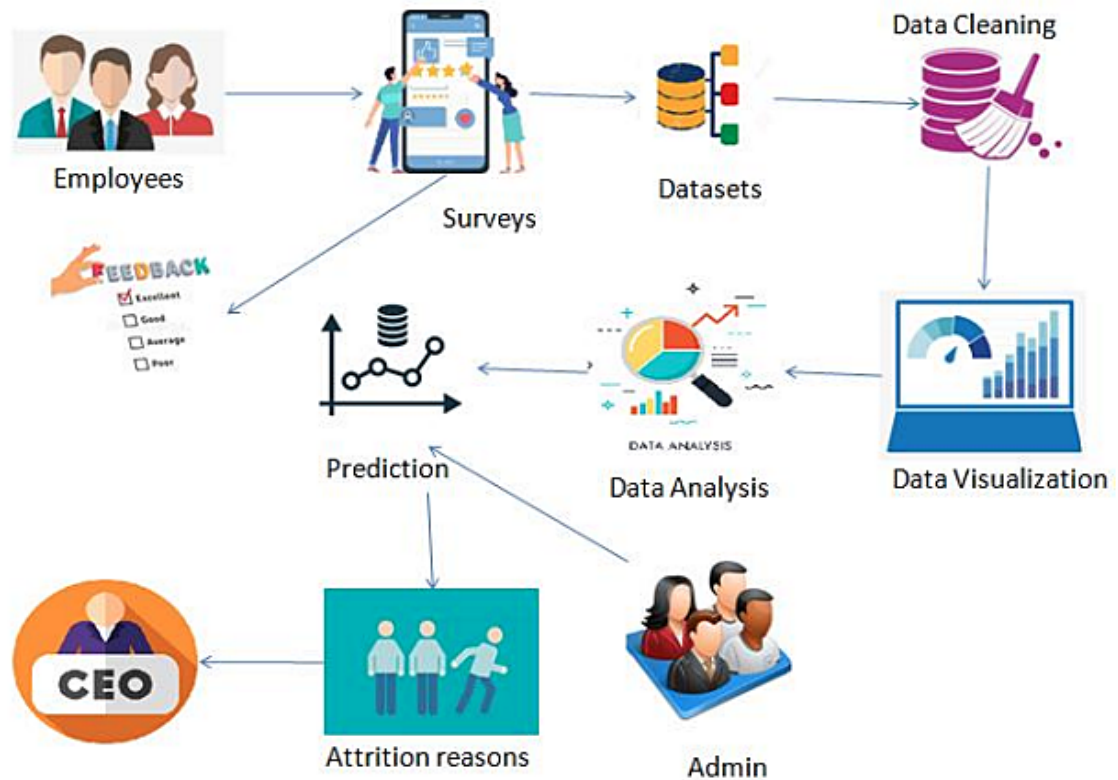 Data Cleaning
Employees
Surveys
Datasets
FEEDBACK
Excellent
Good
Average
Poor
DATA ANALYSIS
Prediction
Data Analysis
Data Visualization
CEO
Attrition reasons
Admin